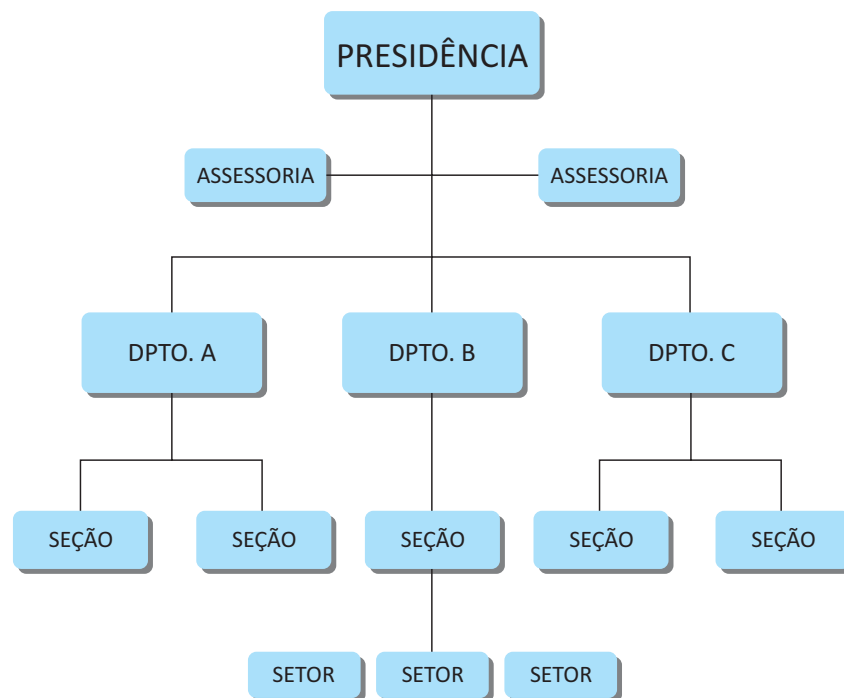 PRESIDÊNCIA
ASSESSORIA
ASSESSORIA
DPTO. A
DPTO. B
DPTO. C
SEÇÃO
SEÇÃO
SEÇÃO
SEÇÃO
SEÇÃO
SETOR
SETOR
SETOR